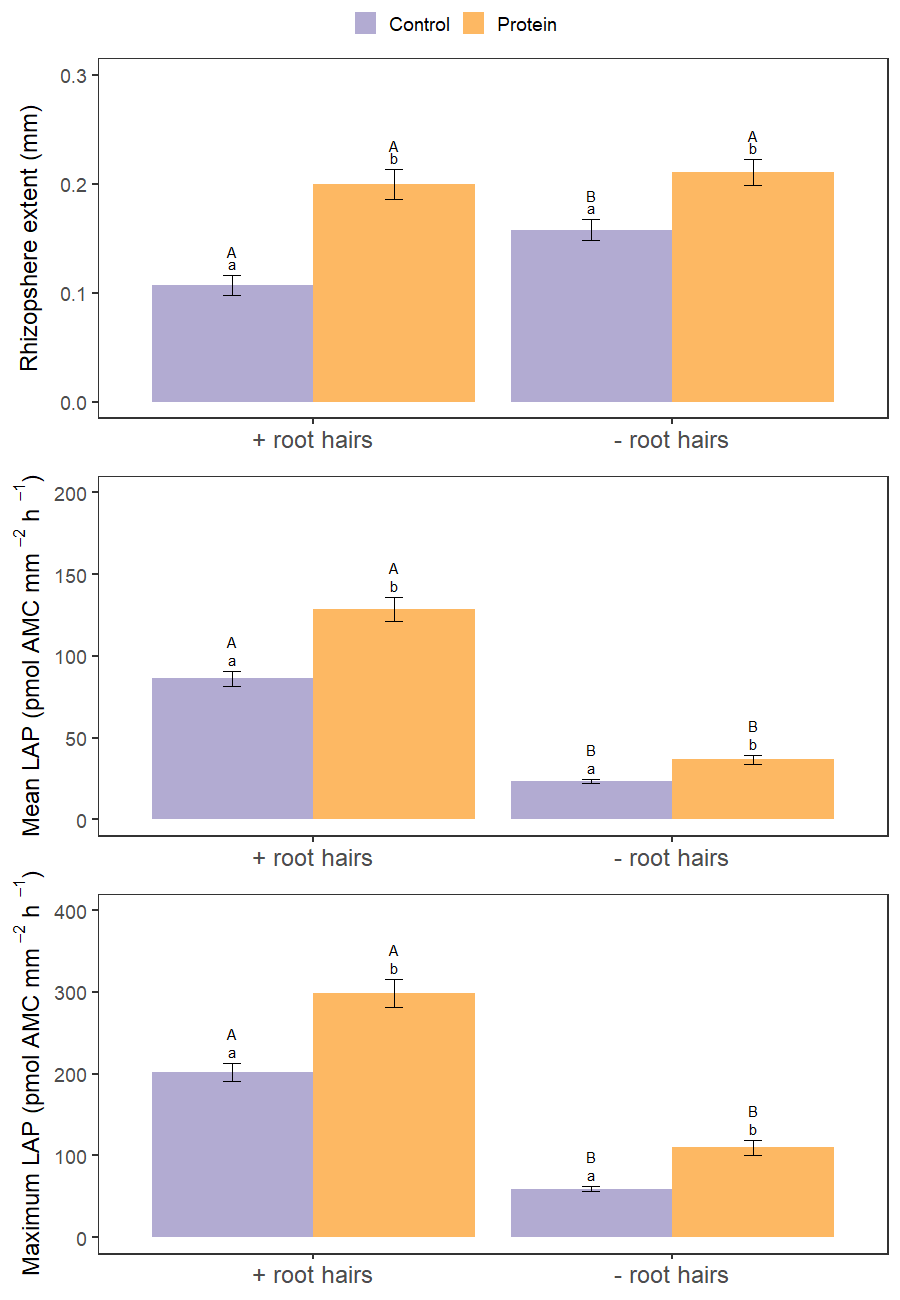 Control Protein
Rhizopshere extent (mm)
0.3
0.2
0.1
0.0
A
a
A
b
B
a
A
b
+ root hairs - root hairs
Mean LAP (pmol AMC mm⁻² h⁻¹)
200
150
100
50
0
A
a
A
b
B
a
B
b
+ root hairs - root hairs
Maximum LAP (pmol AMC mm⁻² h⁻¹)
400
300
200
100
0
A
a
A
b
B
a
B
b
+ root hairs - root hairs